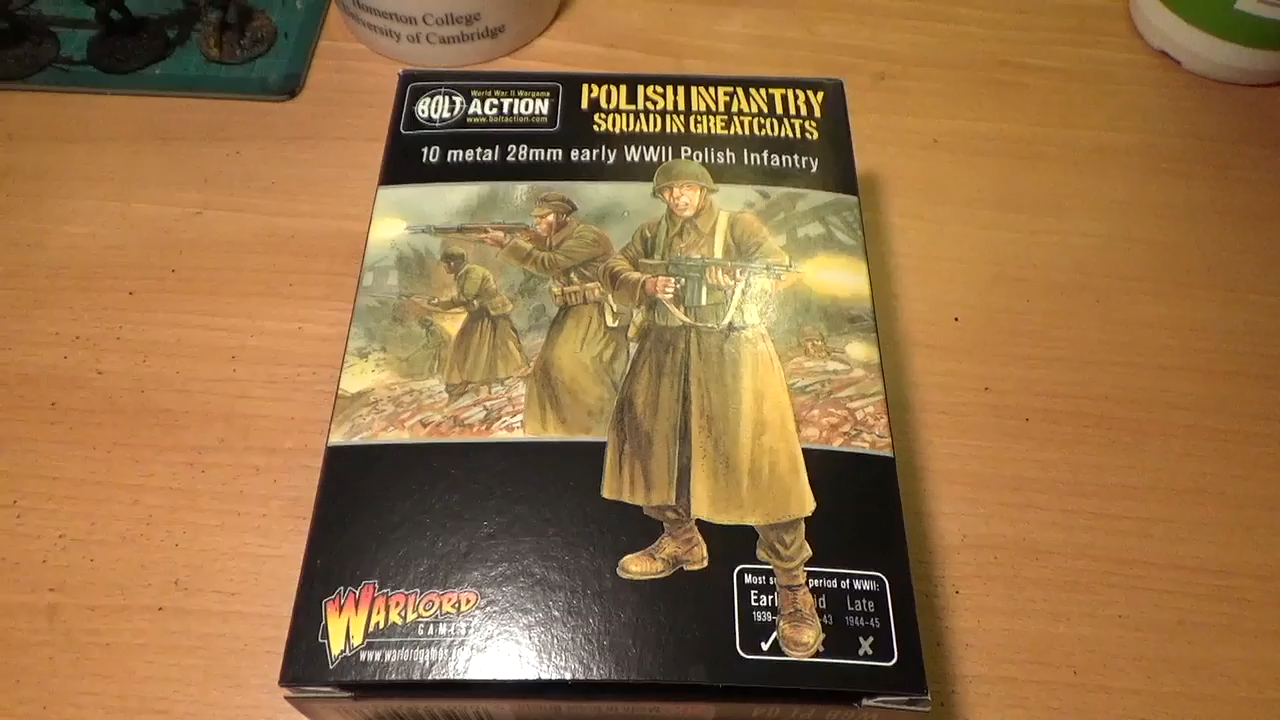 Homerton College
University of Cambridge
World War II Wargame
BOLT ACTION
www.boltaction.com
POLISH INFANTRY
SQUAD IN GREATCOATS
10 metal 28mm early WWII Polish Infantry
WARLORD
GAMES
www.warlordgames
Most period of WWII:
Late
1939- -43 1944-45